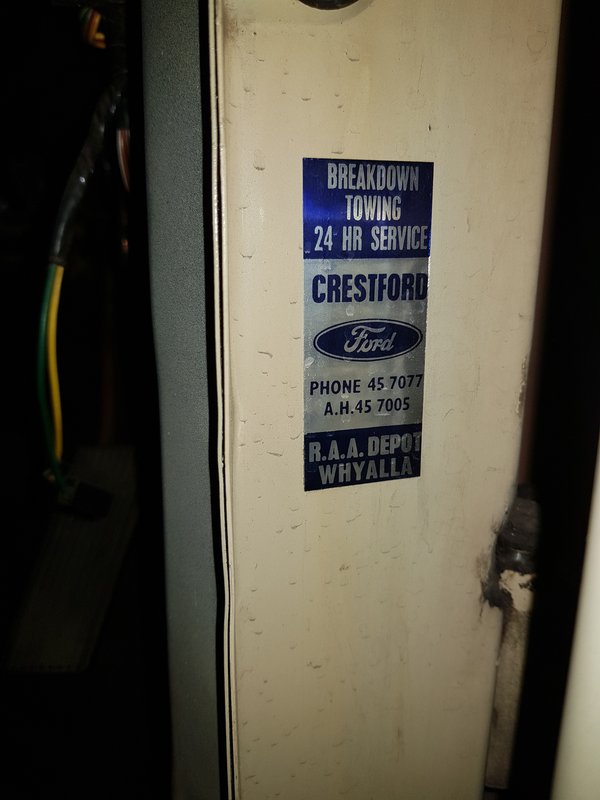 BREAKDOWN
TOWING
24 HR SERVICE
CRESTFORD
Ford
PHONE 45 7077
A.H.45 7005
R.A.A. DEPOT
WHYALLA